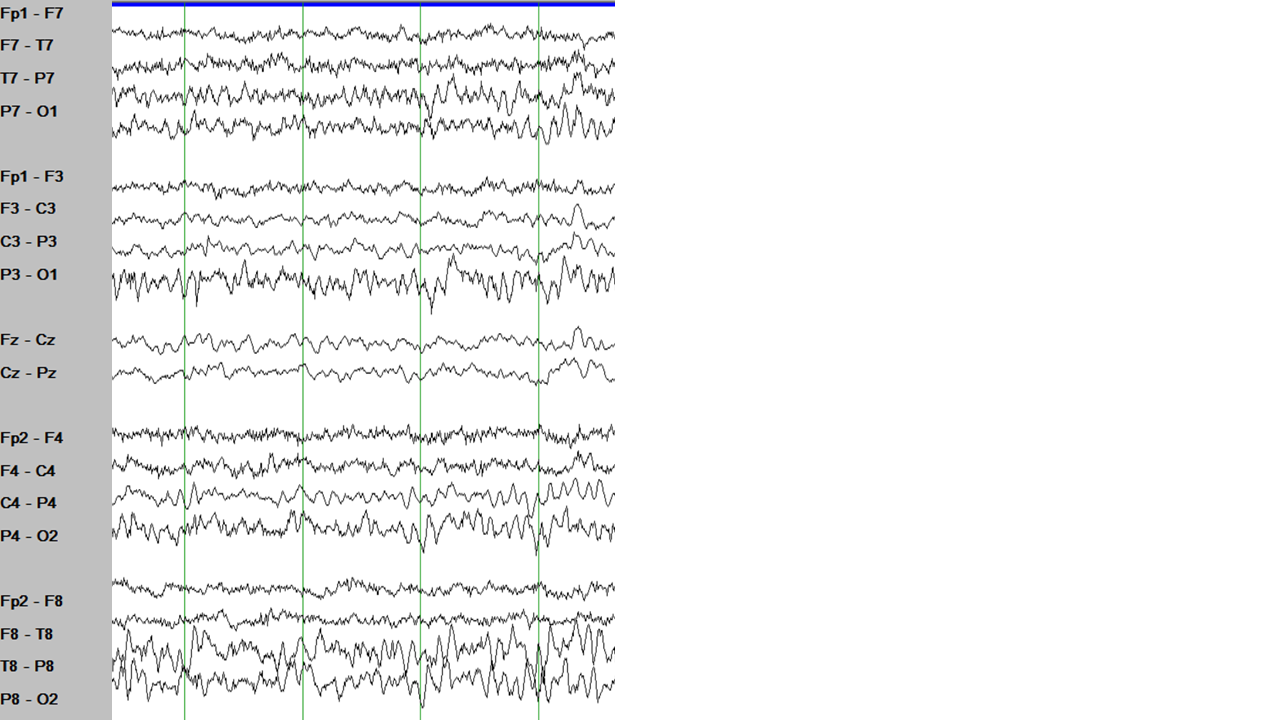 Fp1 - F7
F7 - T7
T7 - P7
P7 - O1
Fp1 - F3
F3 - C3
C3 - P3
P3 - O1
Fz - Cz
Cz - Pz
Fp2 - F4
F4 - C4
C4 - P4
P4 - O2
Fp2 - F8
F8 - T8
T8 - P8
P8 - O2